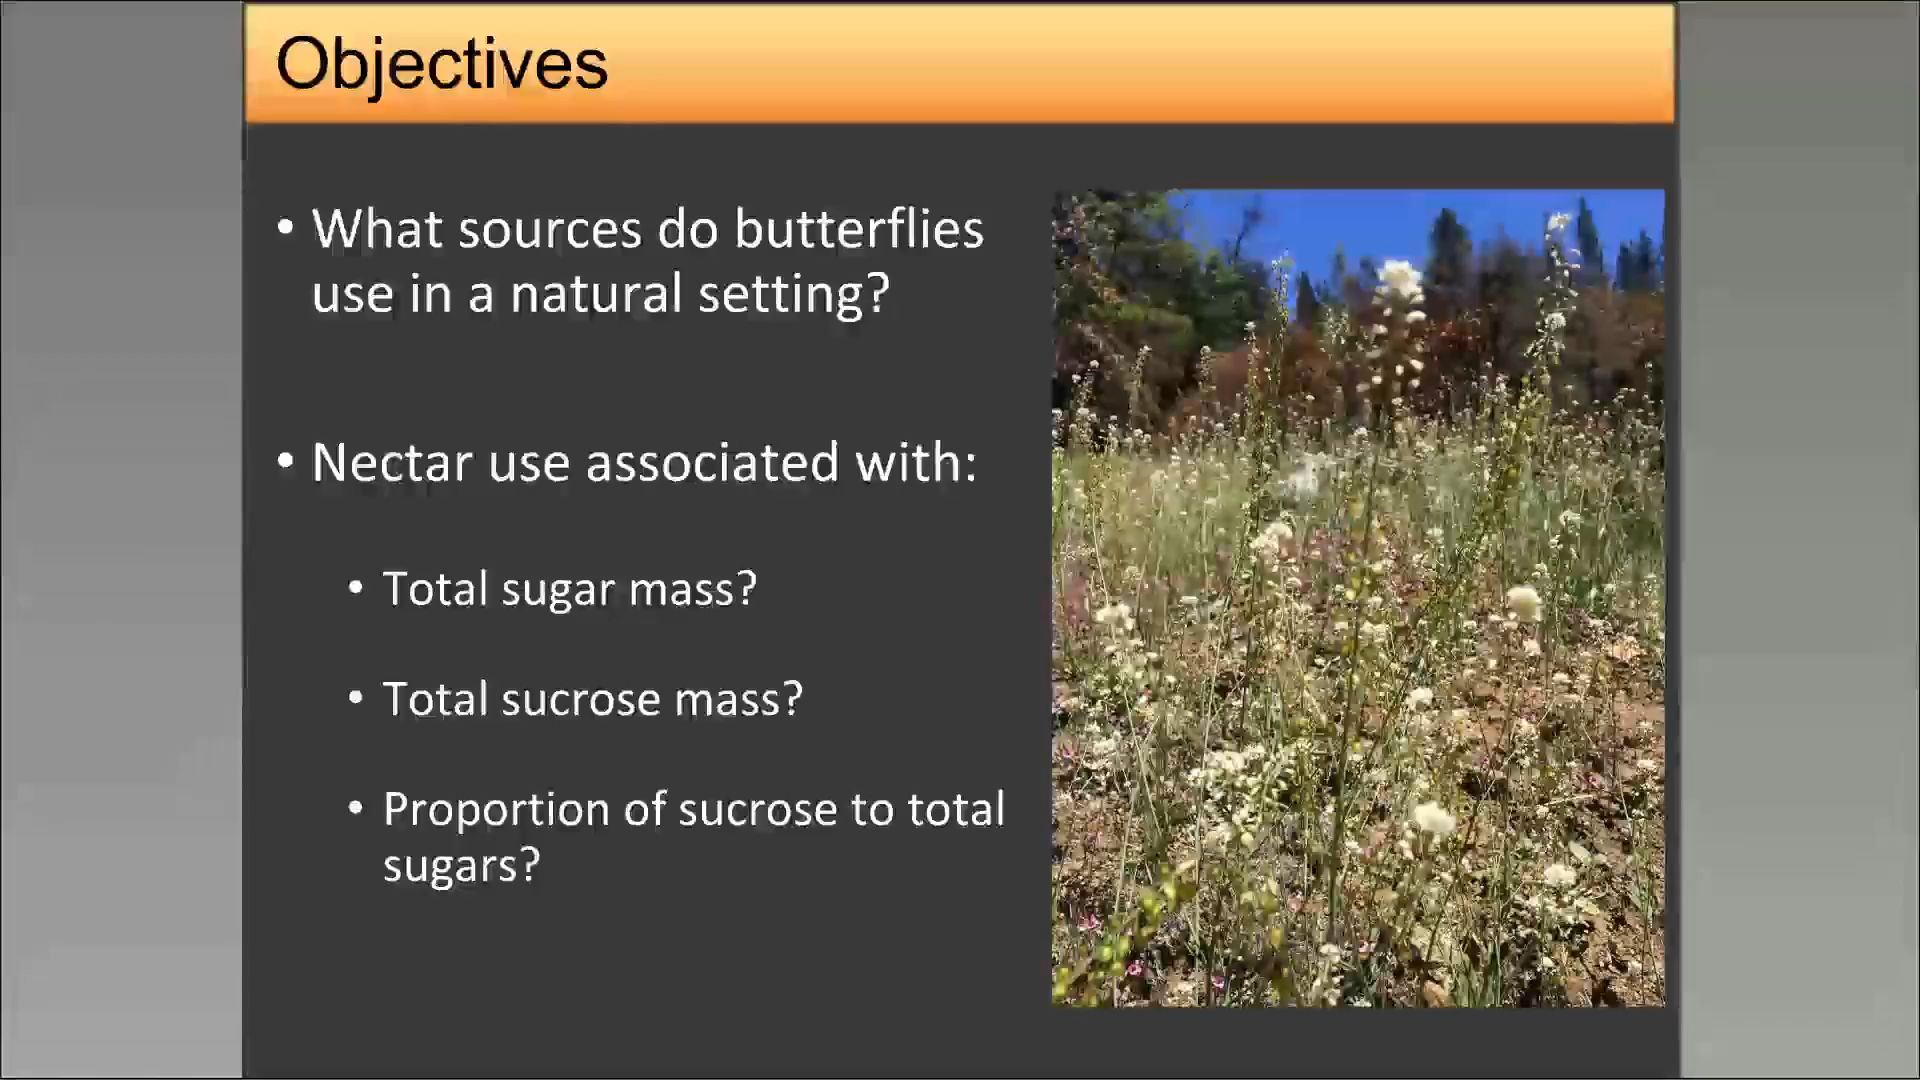 Objectives
• What sources do butterflies
use in a natural setting?
• Nectar use associated with:
• Total sugar mass?
• Total sucrose mass?
• Proportion of sucrose to total
sugars?